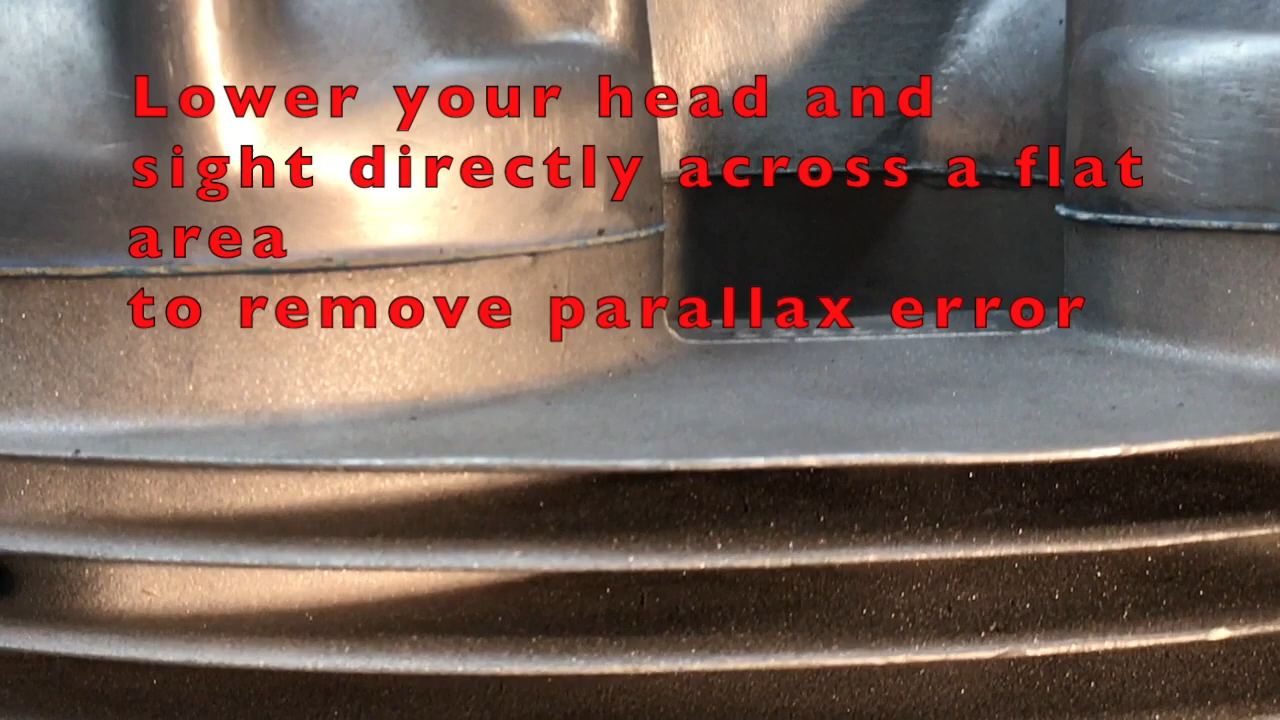 Lower your head and
sight directly across a flat
area
to remove parallax error